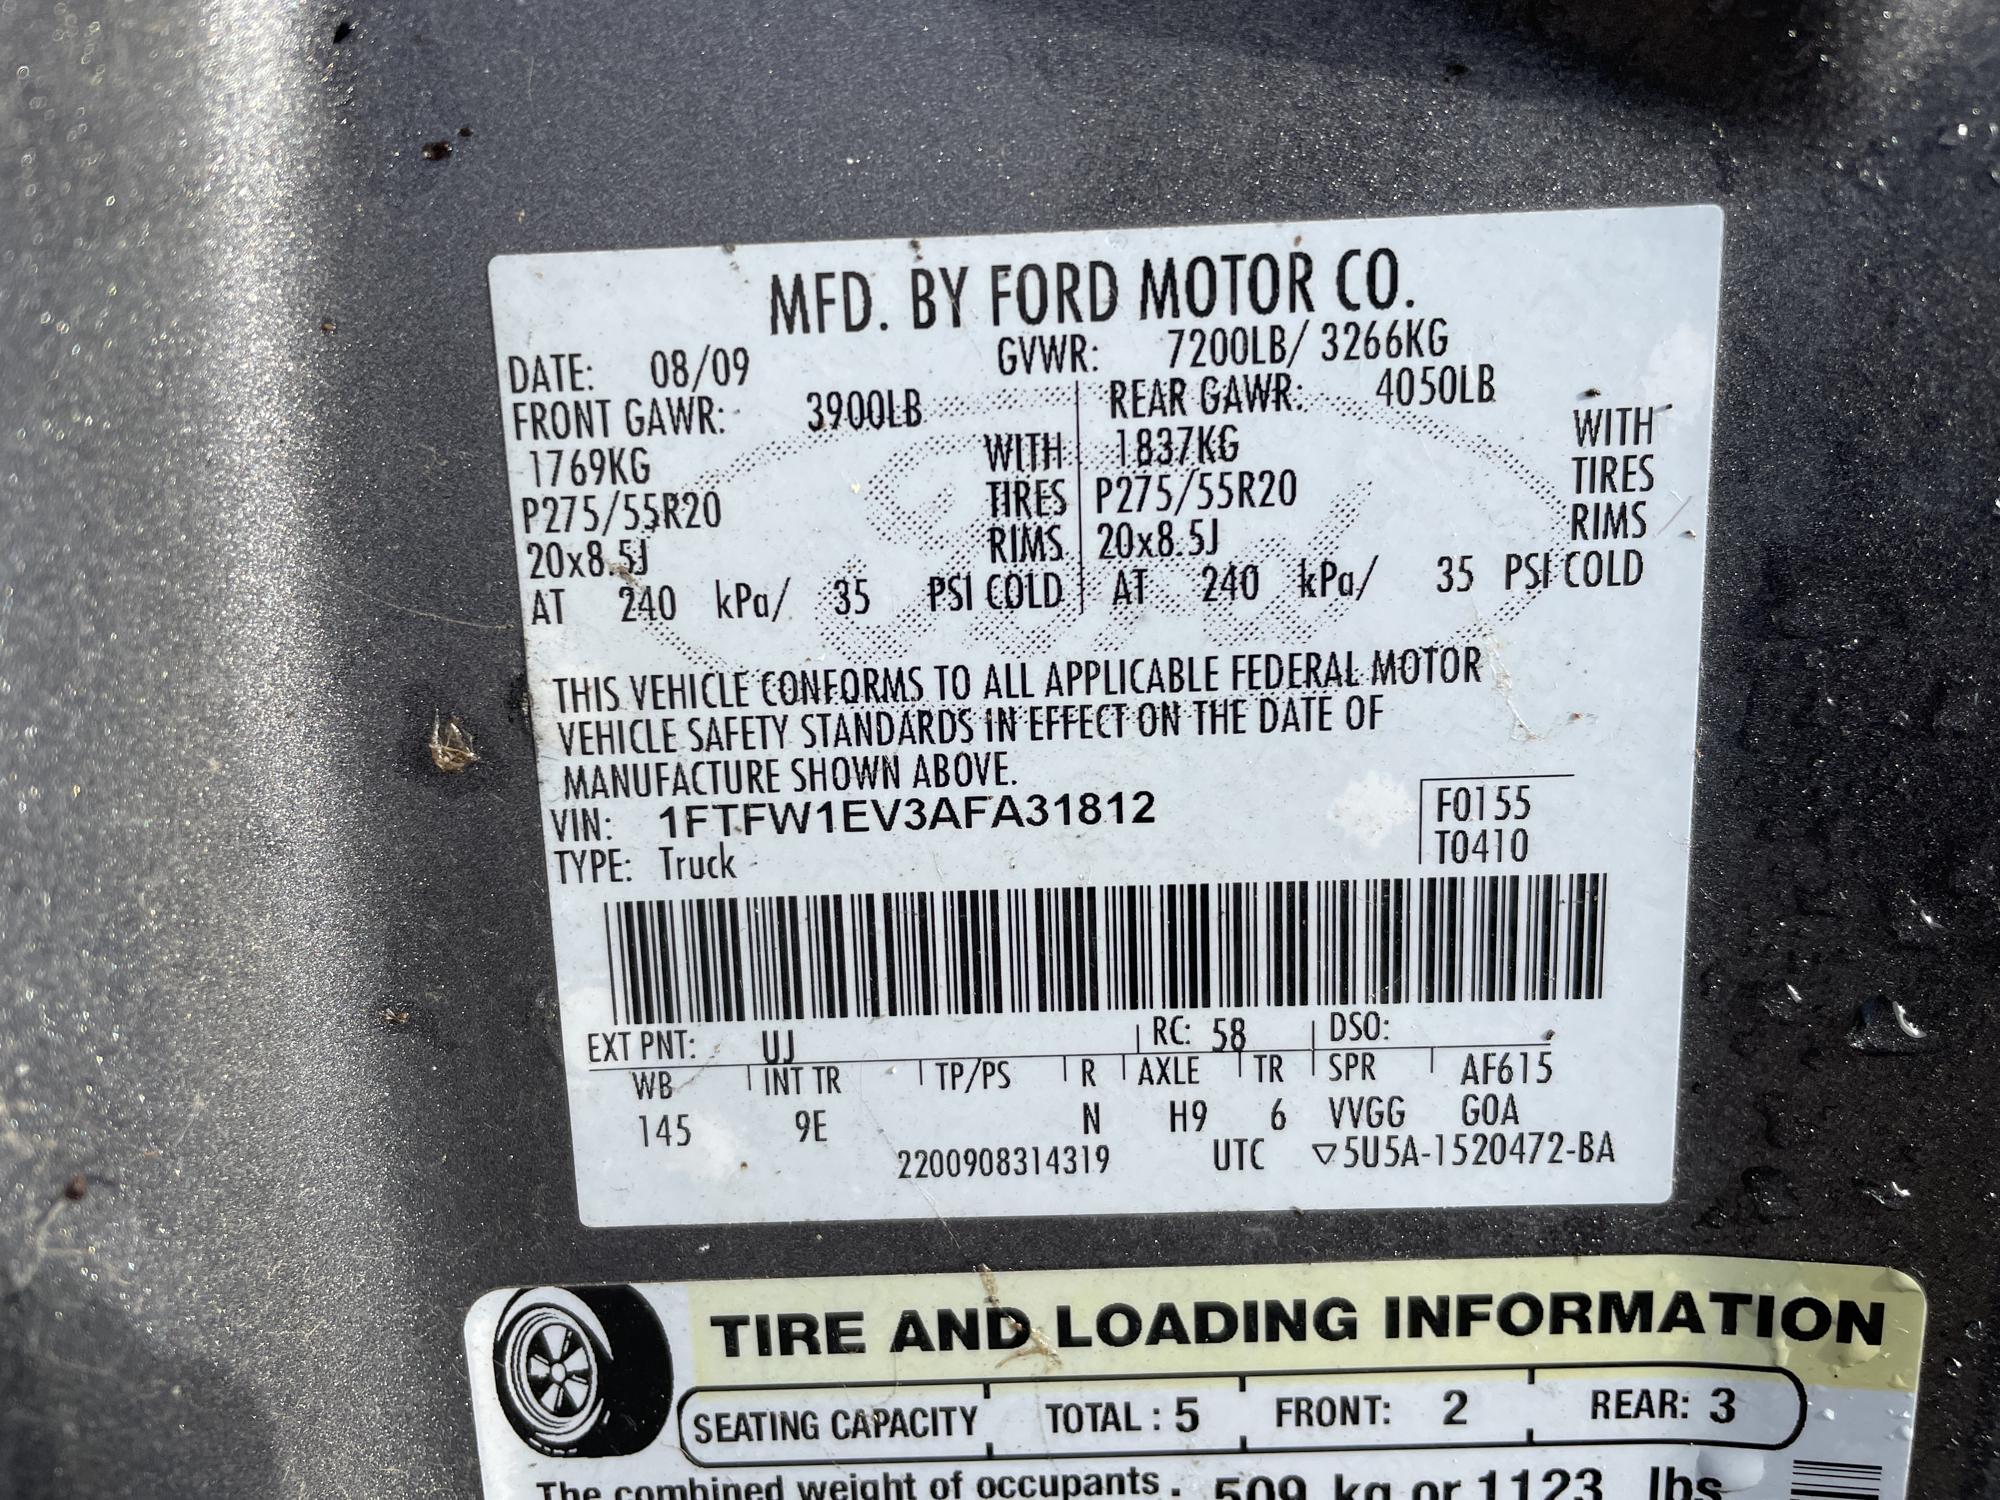 MFD. BY FORD MOTOR CO.
DATE: 08/09 GVWR: 7200LB/ 3266KG
FRONT GAWR: 3900LB REAR GAWR: 4050LB
1769KG WITH 1837KG WITH
P275/55R20 TIRES P275/55R20 TIRES
20x8.5J RIMS 20x8.5J RIMS
AT 240 kPa/ 35 PSI COLD AT 240 kPa/ 35 PSI COLD
THIS VEHICLE CONFORMS TO ALL APPLICABLE FEDERAL MOTOR
VEHICLE SAFETY STANDARDS IN EFFECT ON THE DATE OF
MANUFACTURE SHOWN ABOVE.
VIN: 1FTFW1EV3AFA31812 F0155
TYPE: Truck T0410
EXT PNT: UJ RC: 58 DSO:
WB INT TR TP/PS R AXLE TR SPR AF615
145 9E N H9 6 VVGG GOA
2200908314319 UTC ▽5U5A-1520472-BA
TIRE AND LOADING INFORMATION
SEATING CAPACITY TOTAL : 5 FRONT: 2 REAR: 3
The combined weight of occupants 509 kg or 1123 lbs